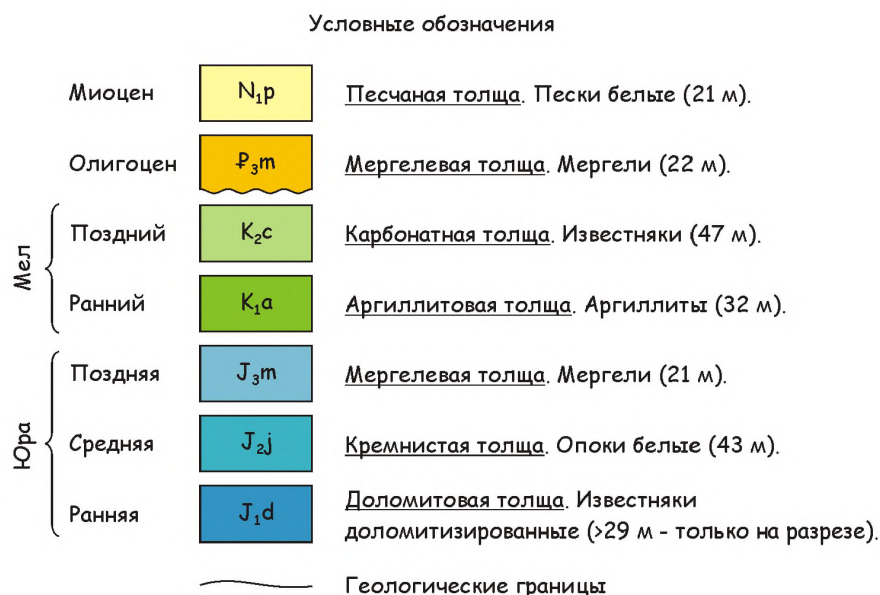 Условные обозначения
Миоцен N₁p Песчаная толща. Пески белые (21 м).
Олигоцен ₽₃m Мергелевая толща. Мергели (22 м).
Мел
Поздний K₂c Карбонатная толща. Известняки (47 м).
Ранний K₁a Аргиллитовая толща. Аргиллиты (32 м).
Юра
Поздняя J₃m Мергелевая толща. Мергели (21 м).
Средняя J₂j Кремнистая толща. Опоки белые (43 м).
Ранняя J₁d Доломитовая толща. Известняки
доломитизированные (>29 м - только на разрезе).
Геологические границы